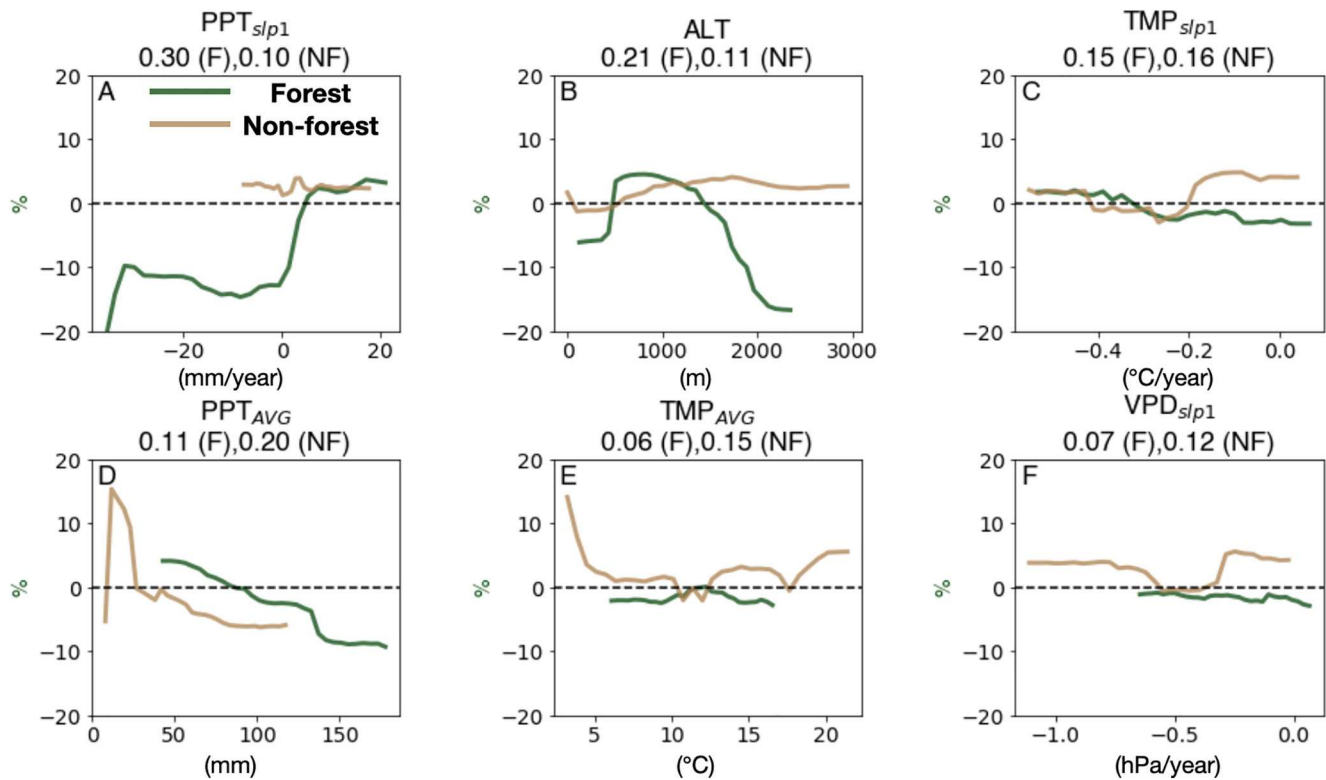 PPTslp1
0.30 (F),0.10 (NF)
ALT
0.21 (F),0.11 (NF)
TMPslp1
0.15 (F),0.16 (NF)
A
Forest
Non-forest
20
10
0
−10
−20
%
−20
0
20
(mm/year)
B
20
10
0
−10
−20
%
0
1000
2000
3000
(m)
C
20
10
0
−10
−20
%
−0.4
−0.2
0.0
(°C/year)
PPTAVG
0.11 (F),0.20 (NF)
TMPAVG
0.06 (F),0.15 (NF)
VPDslp1
0.07 (F),0.12 (NF)
D
20
10
0
−10
−20
%
0
50
100
150
(mm)
E
20
10
0
−10
−20
%
5
10
15
20
(°C)
F
20
10
0
−10
−20
%
−1.0
−0.5
0.0
(hPa/year)